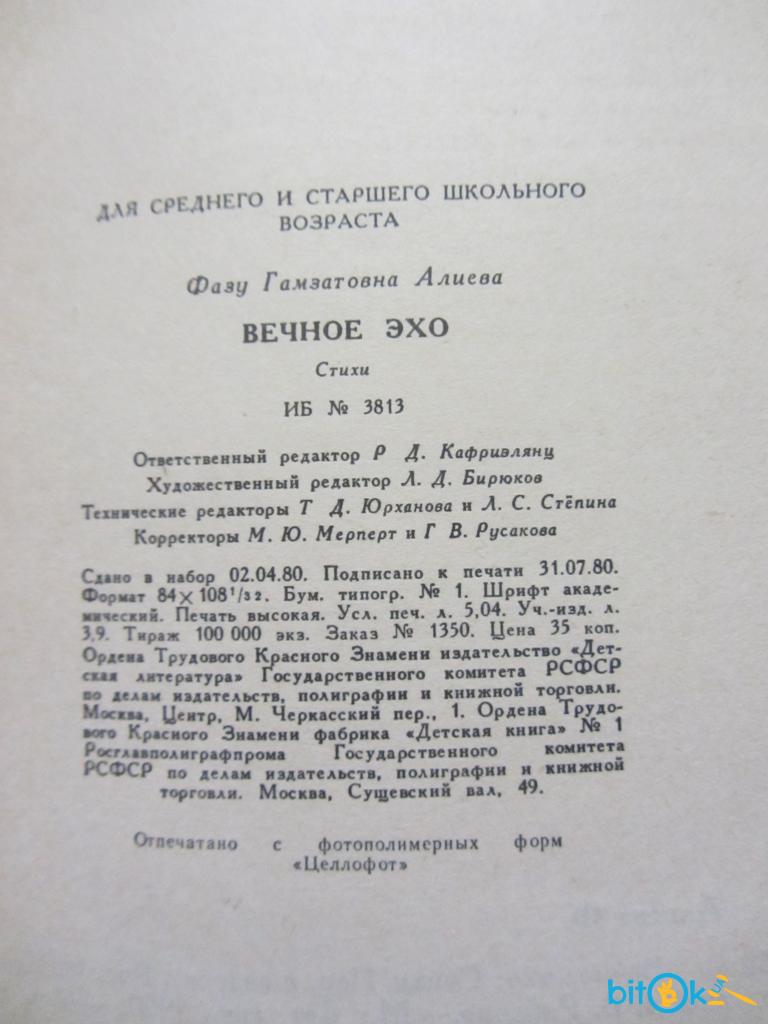 ДЛЯ СРЕДНЕГО И СТАРШЕГО ШКОЛЬНОГО
ВОЗРАСТА
Фазу Гамзатовна Алиева
ВЕЧНОЕ ЭХО
Стихи
ИБ № 3813
Ответственный редактор Р Д. Кафриэлянц
Художественный редактор Л. Д. Бирюков
Технические редакторы Т Д. Юрханова и Л. С. Стёпина
Корректоры М. Ю. Мерперт и Г В. Русакова
Сдано в набор 02.04.80. Подписано к печати 31.07.80.
Формат 84×108 1/32. Бум. типогр. № 1. Шрифт акаде-
мический. Печать высокая. Усл. печ. л. 5,04. Уч.-изд. л.
3,9. Тираж 100 000 экз. Заказ № 1350. Цена 35 коп.
Ордена Трудового Красного Знамени издательство «Дет-
ская литература» Государственного комитета РСФСР
по делам издательств, полиграфии и книжной торговли.
Москва, Центр, М. Черкасский пер., 1. Ордена Трудо-
вого Красного Знамени фабрика «Детская книга» № 1
Росглавполиграфпрома Государственного комитета
РСФСР по делам издательств, полиграфии и книжной
торговли. Москва, Сущевский вал, 49.
Отпечатано с фотополимерных форм
«Целлофот»
bitOk UA